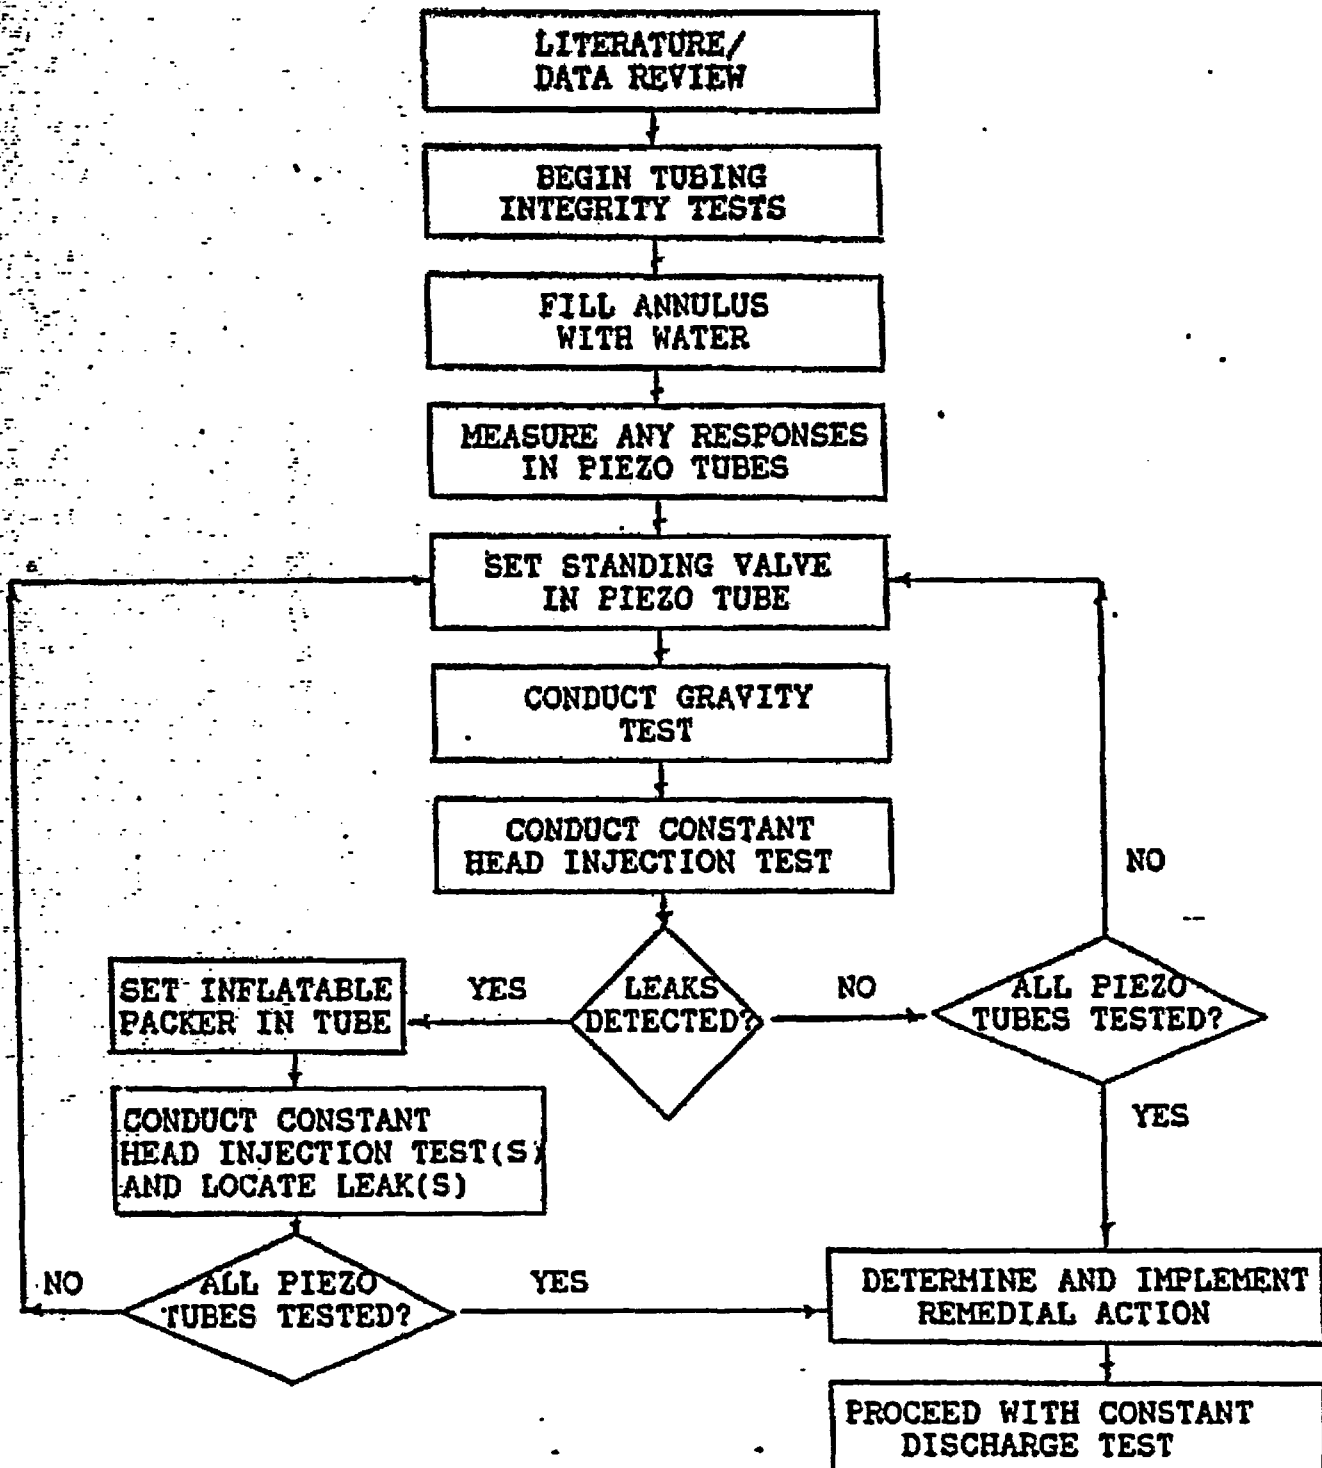 LITERATURE/
DATA REVIEW
BEGIN TUBING
INTEGRITY TESTS
FILL ANNULUS
WITH WATER
MEASURE ANY RESPONSES
IN PIEZO TUBES
SET STANDING VALVE
IN PIEZO TUBE
CONDUCT GRAVITY
TEST
CONDUCT CONSTANT
HEAD INJECTION TEST
NO
SET INFLATABLE
PACKER IN TUBE
YES
LEAKS
DETECTED?
NO
ALL PIEZO
TUBES TESTED?
YES
CONDUCT CONSTANT
HEAD INJECTION TEST(S)
AND LOCATE LEAK(S)
NO
ALL PIEZO
TUBES TESTED?
YES
DETERMINE AND IMPLEMENT
REMEDIAL ACTION
PROCEED WITH CONSTANT
DISCHARGE TEST